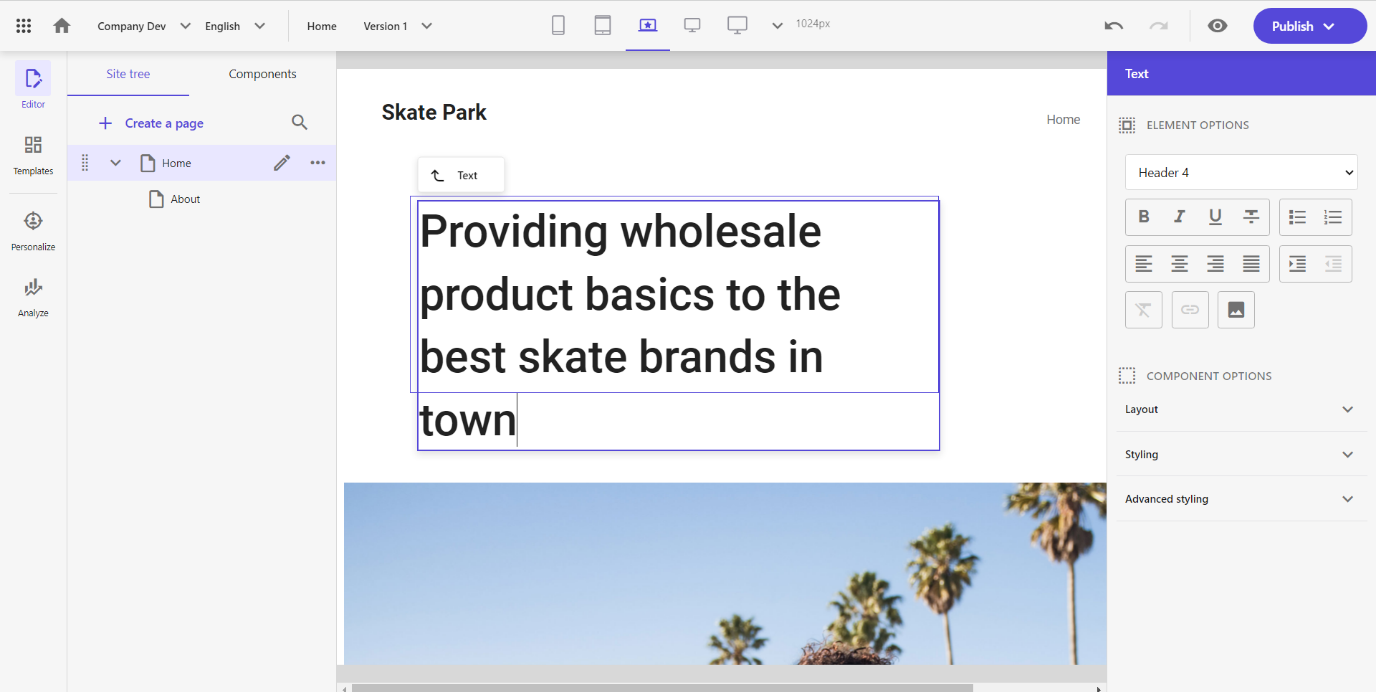 Company Dev
English
Home
Version 1
1024px
Publish
Editor
Templates
Personalize
Analyze
Site tree
Components
Create a page
Home
About
Skate Park
Home
Text
Providing wholesale
product basics to the
best skate brands in
town
Text
ELEMENT OPTIONS
Header 4
B I U T
COMPONENT OPTIONS
Layout
Styling
Advanced styling